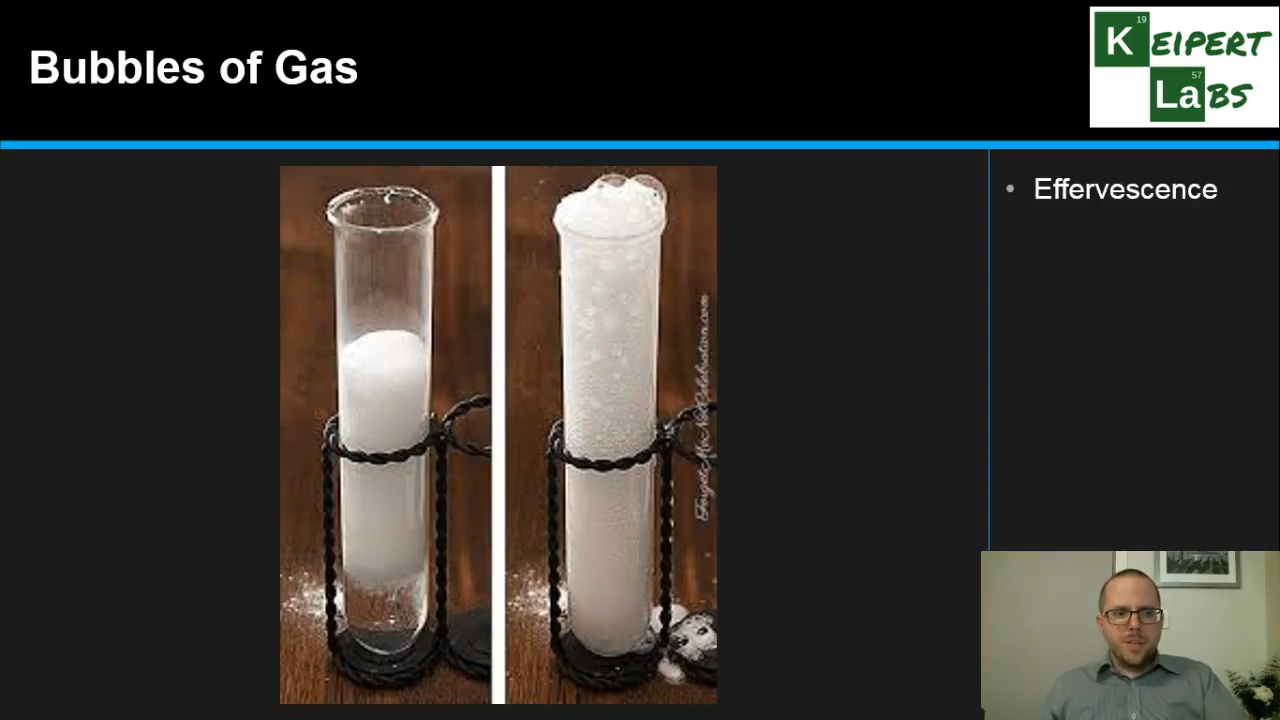 Bubbles of Gas
19
KEIPERT
57
LaBS
Effervescence